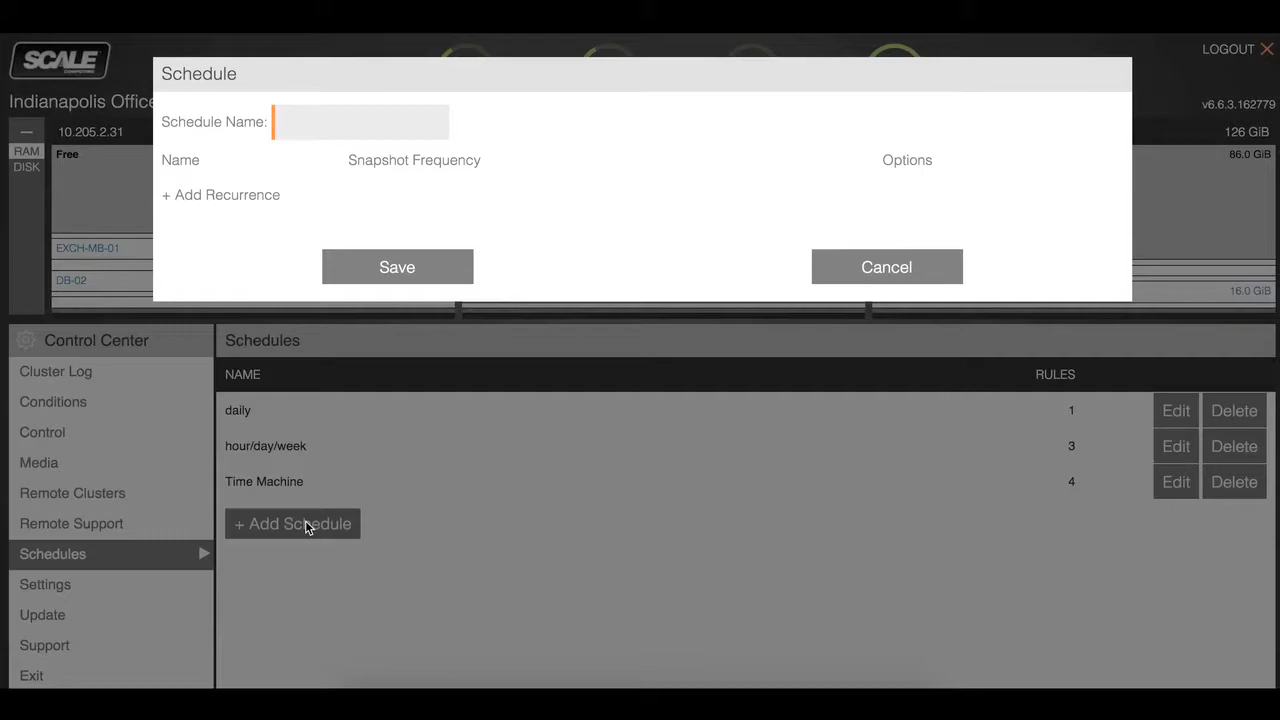 SCALE
COMPUTING
LOGOUT
Indianapolis Office
v6.6.3.162779
10.205.2.31
126 GiB
RAM
DISK
Free
86.0 GiB
EXCH-MB-01
DB-02
16.0 GiB
Schedule
Schedule Name:
Name Snapshot Frequency Options
+ Add Recurrence
Save Cancel
Control Center
Cluster Log
Conditions
Control
Media
Remote Clusters
Remote Support
Schedules
Settings
Update
Support
Exit
Schedules
NAME RULES
daily 1 Edit Delete
hour/day/week 3 Edit Delete
Time Machine 4 Edit Delete
+ Add Schedule